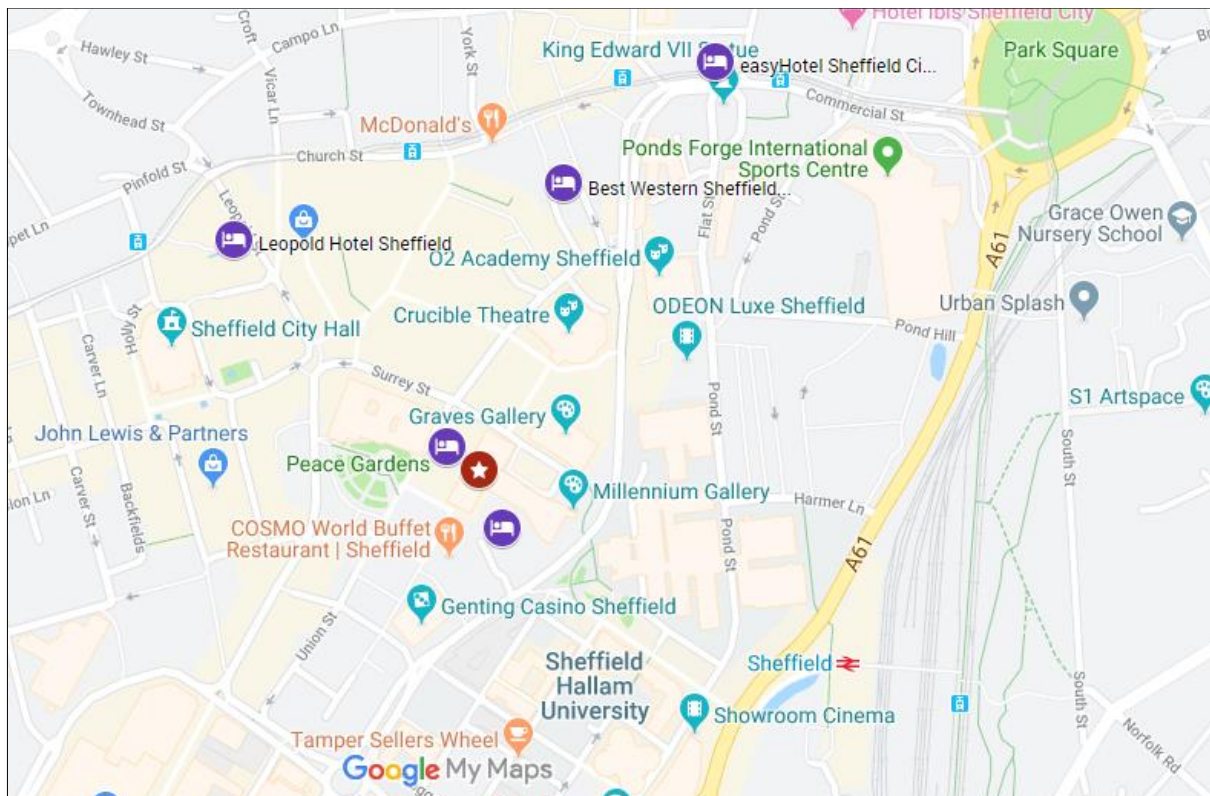 Hotel Ibis Sheffield City
Croft
Campo Ln
York St
King Edward VII Statue
Park Square
Hawley St
easyHotel Sheffield Ci...
Vicar Ln
Commercial St
Townhead St
McDonald's
Church St
Ponds Forge International
Sports Centre
Pinfold St
Best Western Sheffield...
Flat St
Pond St
Grace Owen
Nursery School
Leopold Hotel Sheffield
O2 Academy Sheffield
A61
Holly St
Sheffield City Hall
Crucible Theatre
ODEON Luxe Sheffield
Urban Splash
Pond Hill
Carver Ln
Surrey St
Pond St
S1 Artspace
Graves Gallery
John Lewis & Partners
Peace Gardens
South St
Carver St
Backfields
Millennium Gallery
Harmer Ln
COSMO World Buffet
Restaurant | Sheffield
Pond St
A61
Genting Casino Sheffield
Union St
Sheffield
Hallam
University
Sheffield
South St
Showroom Cinema
Tamper Sellers Wheel
Norfolk Rd
Google My Maps